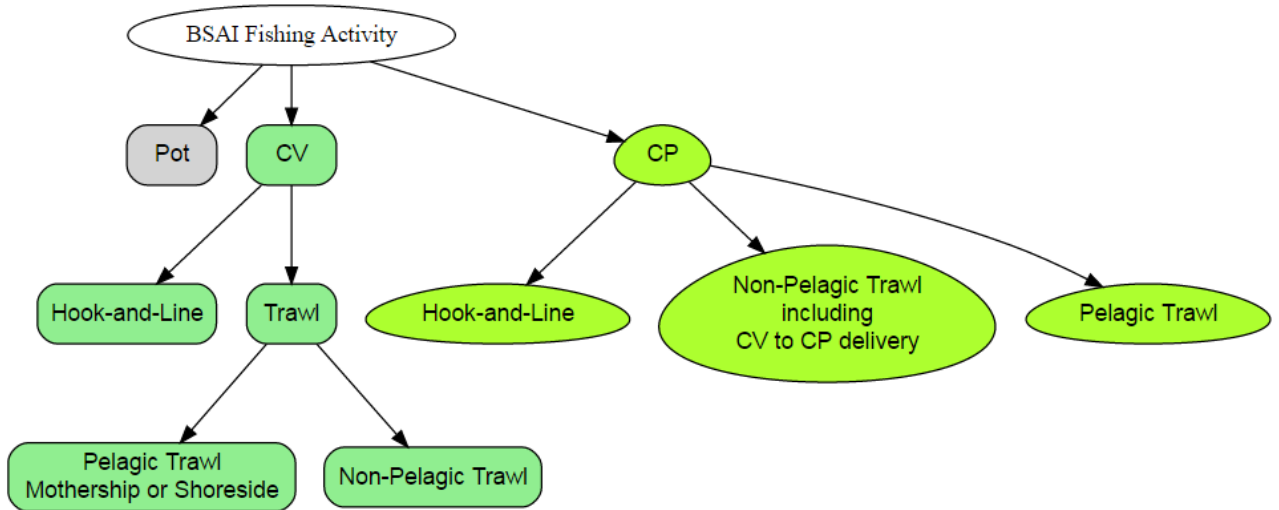 BSAI Fishing Activity
Pot
CV
CP
Hook-and-Line
Trawl
Hook-and-Line
Non-Pelagic Trawl
including
CV to CP delivery
Pelagic Trawl
Pelagic Trawl
Mothership or Shoreside
Non-Pelagic Trawl